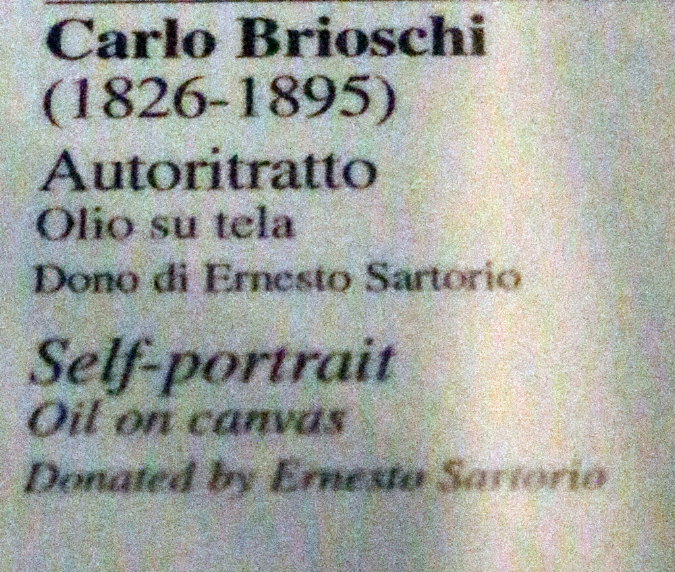 Carlo Brioschi
(1826-1895)
Autoritratto
Olio su tela
Dono di Ernesto Sartorio
Self-portrait
Oil on canvas
Donated by Ernesto Sartorio